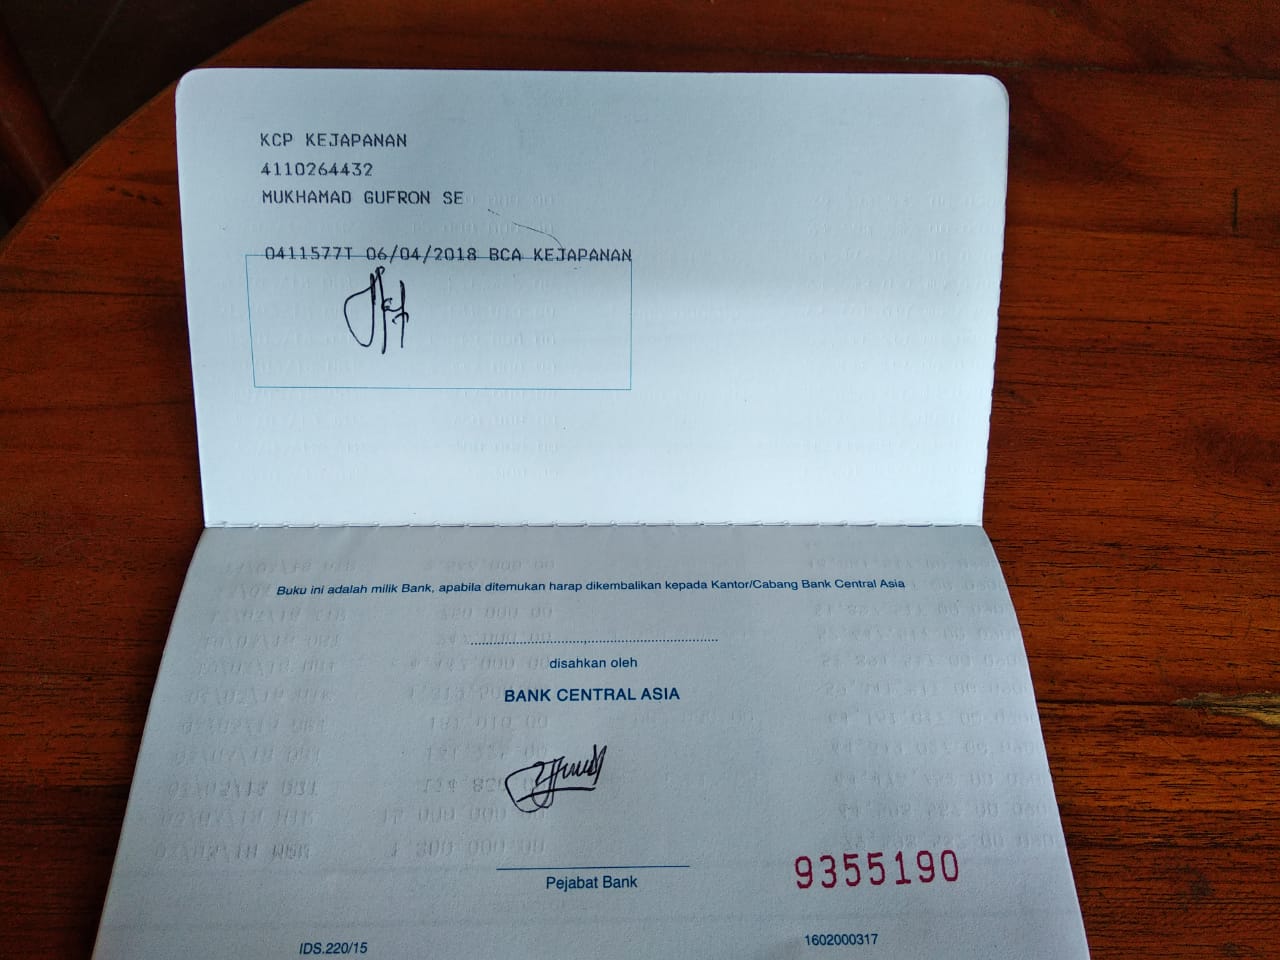 KCP KEJAPANAN
4110264432
MUKHAMAD GUFRON SE
0411577T 06/04/2018 BCA KEJAPANAN
Buku ini adalah milik Bank, apabila ditemukan harap dikembalikan kepada Kantor/Cabang Bank Central Asia
disahkan oleh
BANK CENTRAL ASIA
Pejabat Bank
9355190
IDS.220/15
1602000317